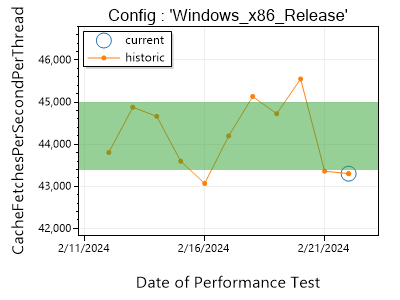 Config : 'Windows_x86_Release'
CacheFetchesPerSecondPerThread
current
historic
46,000
45,000
44,000
43,000
42,000
2/11/2024
2/16/2024
2/21/2024
Date of Performance Test